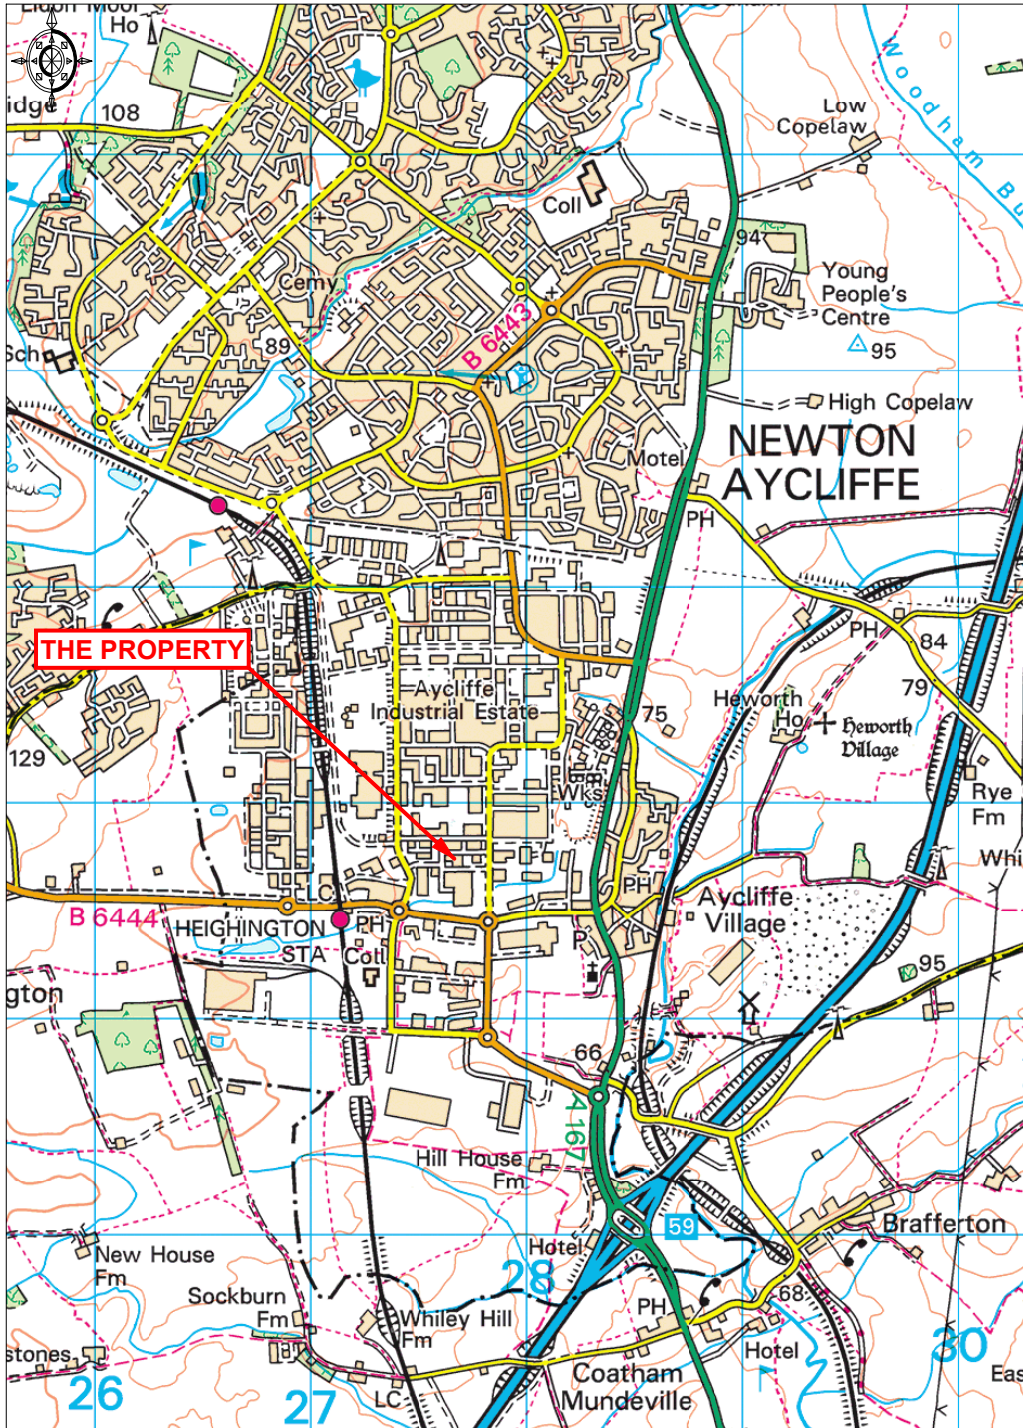 Ho
idge
108
Low
Copelaw
Woodham Bu
Coll
94
Young
People's
Centre
95
Cemy
B 6443
89
Sch
High Copelaw
NEWTON
AYCLIFFE
Motel
PH
PH
84
79
THE PROPERTY
Aycliffe
Industrial Estate
75
Heworth
Ho
Heworth
Village
129
Wks
Rye
Fm
Whi
LC
PH
B 6444
HEIGHINGTON
STA
PH
Coll
Aycliffe
Village
P
95
gton
66
A 167
Hill House
Fm
59
Brafferton
New House
Fm
Hotel
28
Sockburn
Fm
Whiley Hill
Fm
PH
68
stones
Hotel
30
26
27
LC
Coatham
Mundeville
Eas